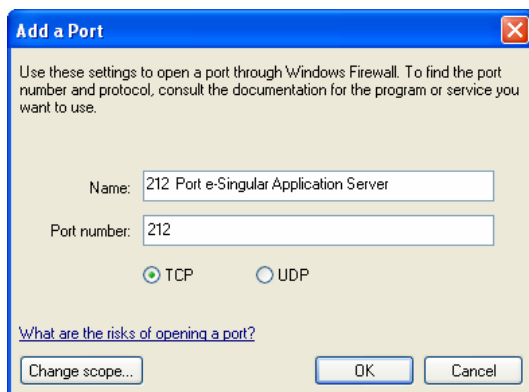 Add a Port
Use these settings to open a port through Windows Firewall. To find the port
number and protocol, consult the documentation for the program or service you
want to use.
Name: 212 Port e-Singular Application Server
Port number: 212
TCP UDP
What are the risks of opening a port?
Change scope... OK Cancel